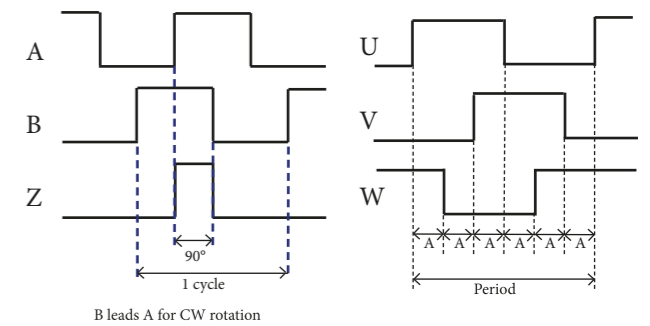 A
B
Z
90°
1 cycle
B leads A for CW rotation
U
V
W
A A A A A A
Period